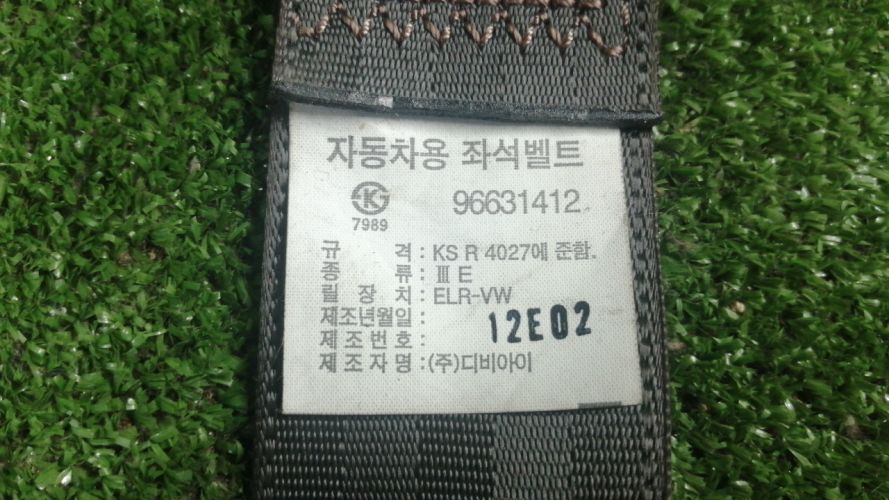 자동차용 좌석벨트
K 96631412
7989
규 격 : KS R 4027에 준함.
종 류 : Ⅲ E
릴 장 치 : ELR-VW
제조년월일 : 12E02
제 조 번 호 :
제 조 자 명 : (주)디비아이